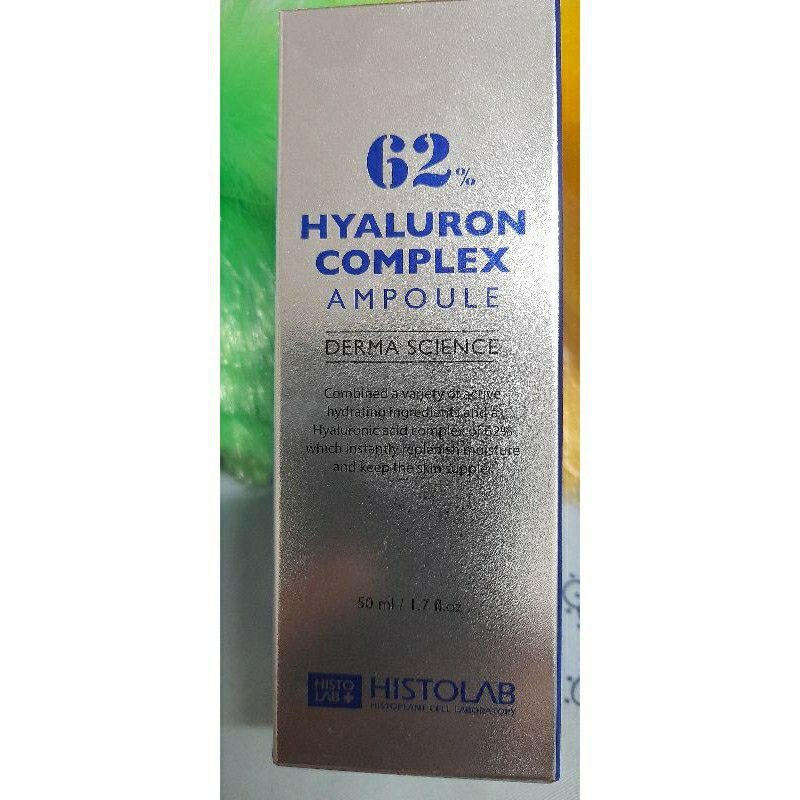 62%
HYALURON
COMPLEX
AMPOULE
DERMA SCIENCE
Combined a variety of active
hydrating ingredients and
Hyaluronic acid complex of 62%
which instantly replenish moisture
and keep the skin supple.
50 ml / 1.7 fl.oz
HISTO
LAB
HISTOLAB
HISTOPLANT CELL LABORATORY